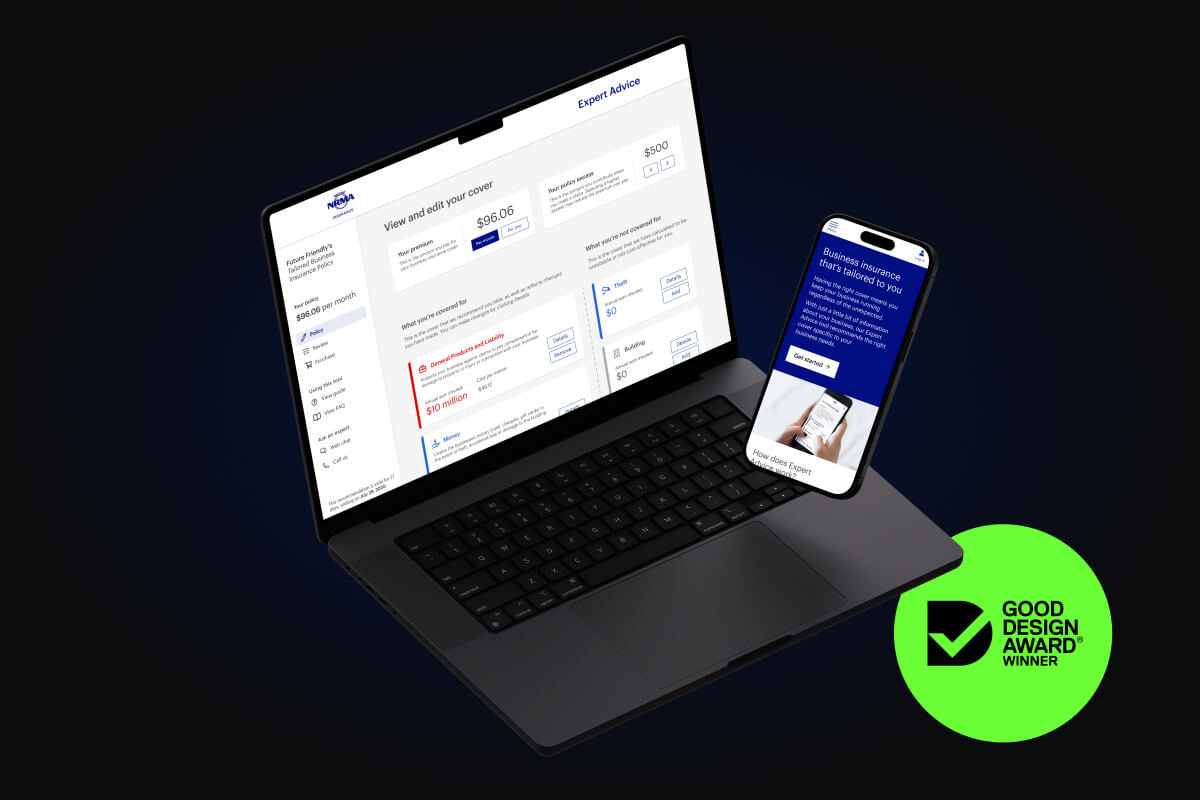 Expert Advice
NRMA
INSURANCE
Future Friendly's
Tailored Business
Insurance Policy
Your policy
$96.06 per month
Policy
Review
Purchase
Using this tool
View guide
View FAQ
Ask an expert
Web chat
Call us
This recommendation is valid for 21
days, ending on July 29, 2020.
View and edit your cover
Your premium
This is the amount you pay for
your business insurance cover.
$96.06
Per month
Per year
Your policy excess
This is the amount you contribute when
you make a claim. Selecting a higher
excess may reduce the premium you pay.
$500
What you're covered for
This is the cover that we recommend you take, as well as reflects changes
you have made. You can make changes by clicking Details.
General Products and Liability
Protects your business against claims to pay compensation for
damage to property or injury in connection with your business.
Annual sum insured
$10 million
Cost per month
$46.12
Details
Remove
Money
Covers the businesses money (cash, cheques, gift cards) in
the event of theft, accidental loss or damage to the building
Details
What you're not covered for
This is the cover that we have calculated to be
unsuitable or not cost-effective for you.
Theft
Annual sum insured
$0
Details
Add
Building
Annual sum insured
$0
Details
Add
Log in
Business insurance
that's tailored to you
Having the right cover means you
keep your business running
regardless of the unexpected.
With just a little bit of information
about your business, our Expert
Advice tool recommends the right
cover specific to your
business needs.
Get started
How does Expert
Advice work?
GOOD
DESIGN
AWARD®
WINNER